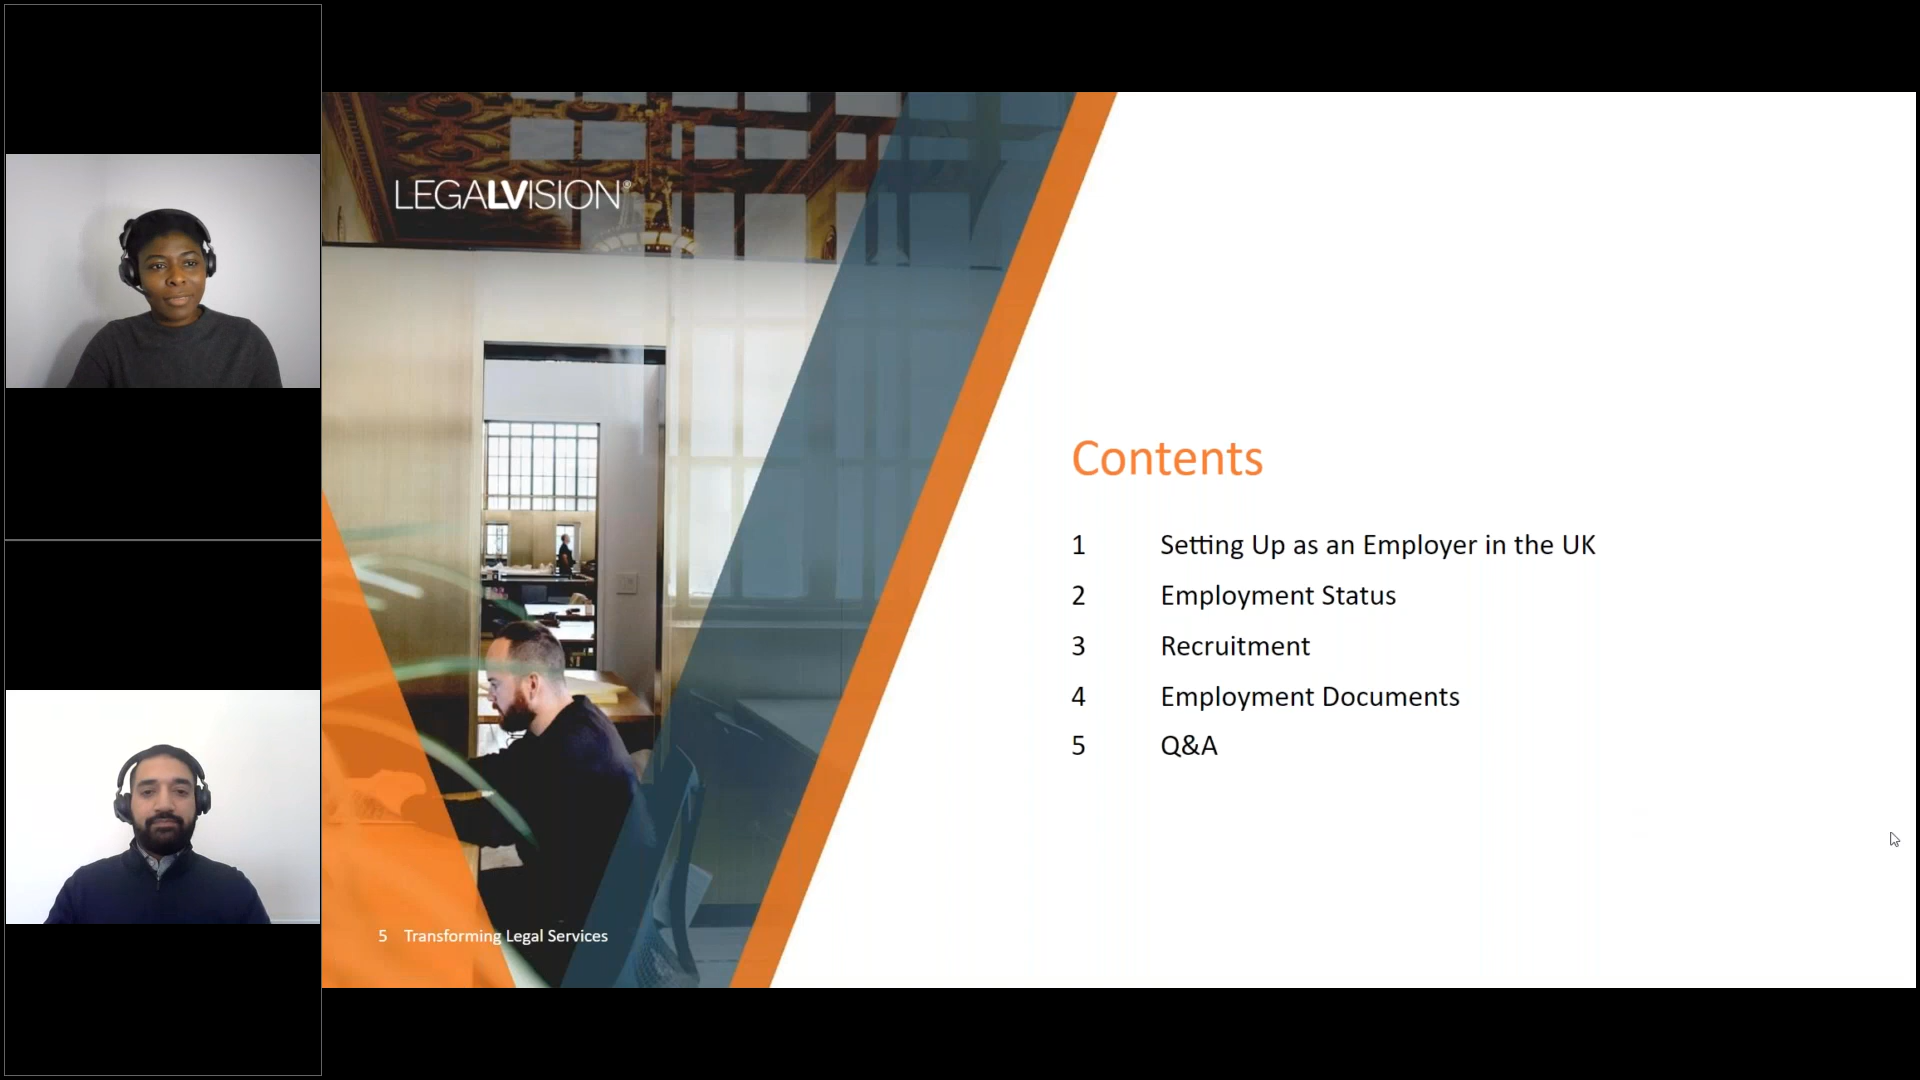 LEGALVISION®
Contents
1 Setting Up as an Employer in the UK
2 Employment Status
3 Recruitment
4 Employment Documents
5 Q&A
5 Transforming Legal Services